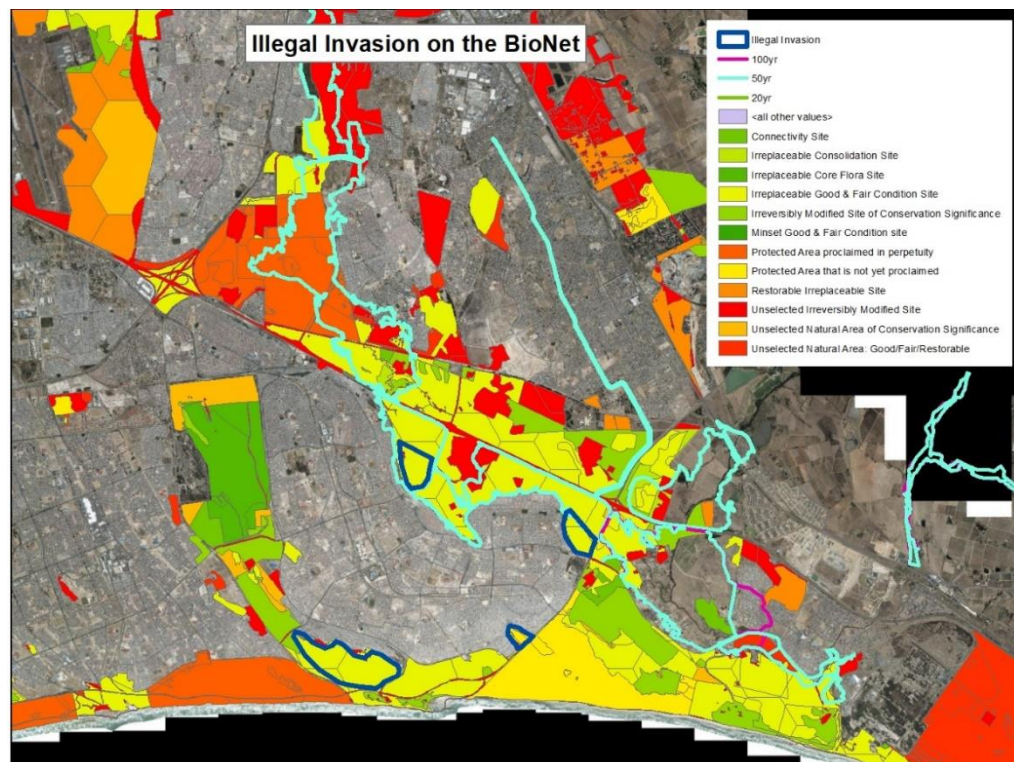 Illegal Invasion on the BioNet
Illegal Invasion
100yr
50yr
20yr
<all other values>
Connectivity Site
Irreplaceable Consolidation Site
Irreplaceable Core Flora Site
Irreplaceable Good & Fair Condition Site
Irreversibly Modified Site of Conservation Significance
Minset Good & Fair Condition site
Protected Area proclaimed in perpetuity
Protected Area that is not yet proclaimed
Restorable Irreplaceable Site
Unselected Irreversibly Modified Site
Unselected Natural Area of Conservation Significance
Unselected Natural Area: Good/Fair/Restorable